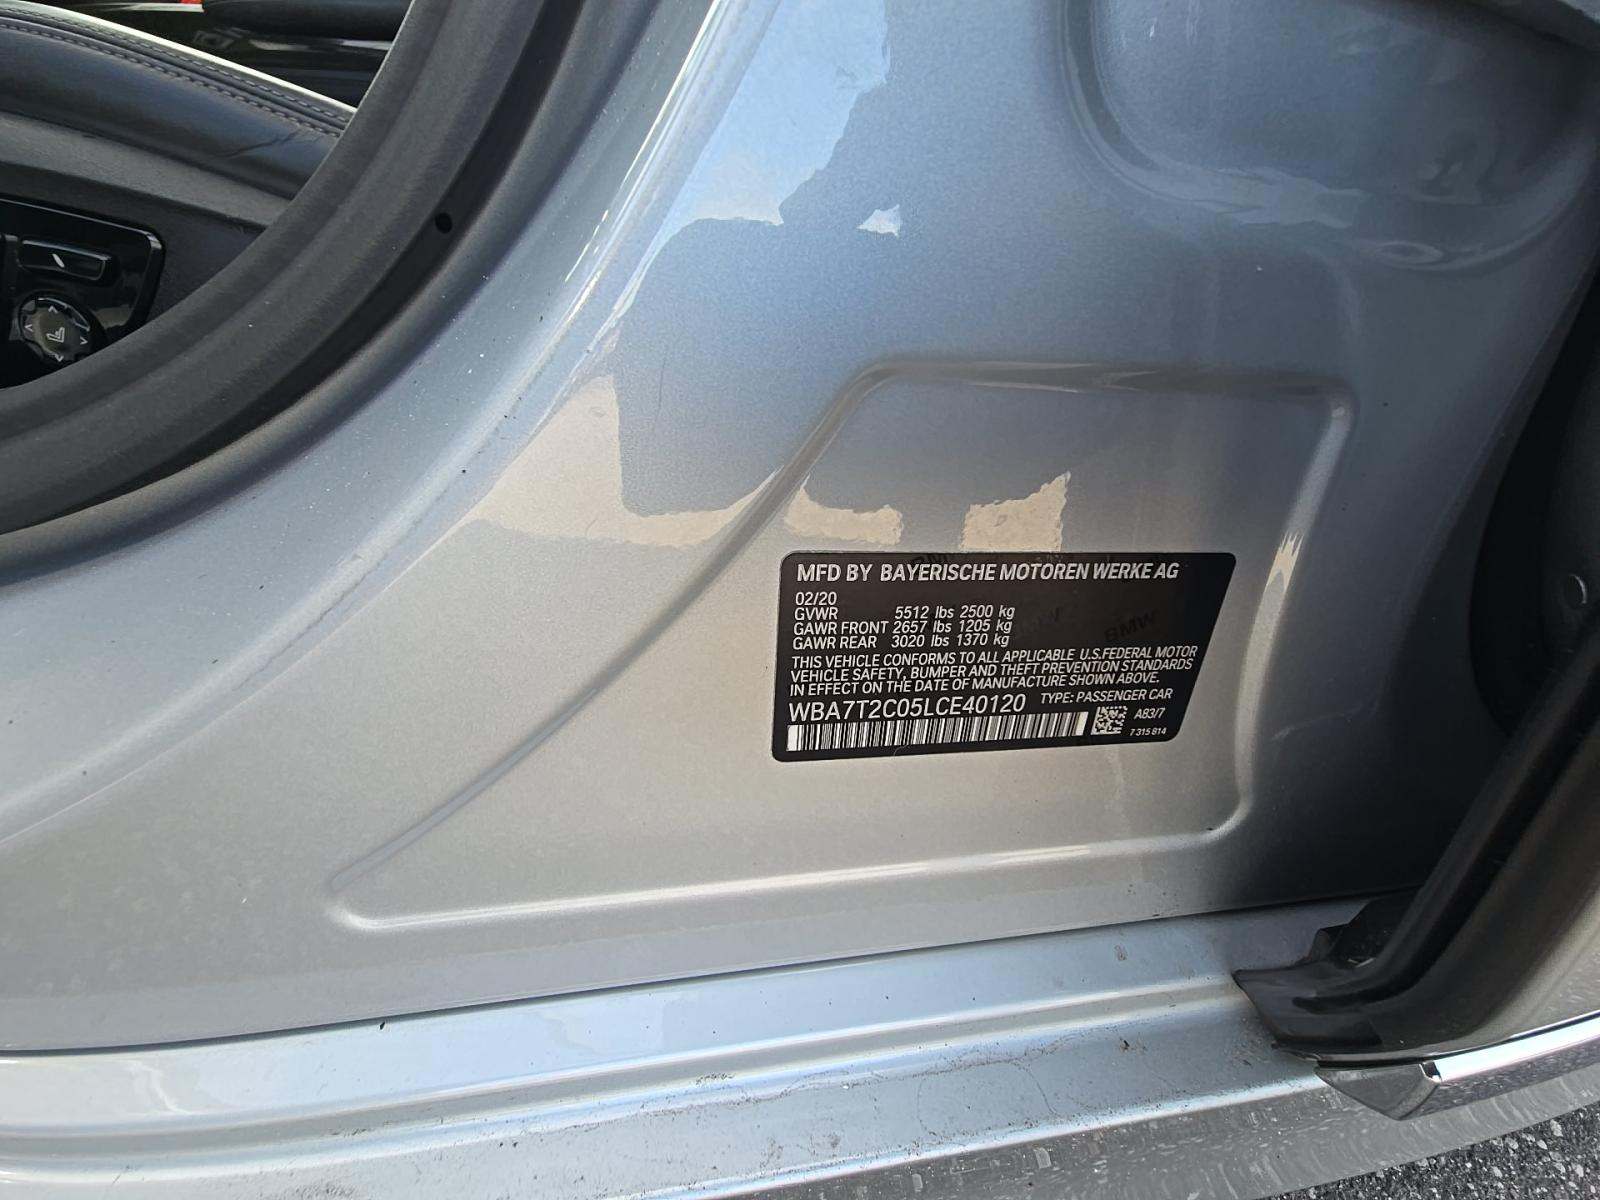 MFD BY BAYERISCHE MOTOREN WERKE AG
02/20
GVWR 5512 lbs 2500 kg
GAWR FRONT 2657 lbs 1205 kg
GAWR REAR 3020 lbs 1370 kg
THIS VEHICLE CONFORMS TO ALL APPLICABLE U.S.FEDERAL MOTOR
VEHICLE SAFETY, BUMPER AND THEFT PREVENTION STANDARDS
IN EFFECT ON THE DATE OF MANUFACTURE SHOWN ABOVE.
TYPE: PASSENGER CAR
WBA7T2C05LCE40120
A83/7
7 315 814
BMW